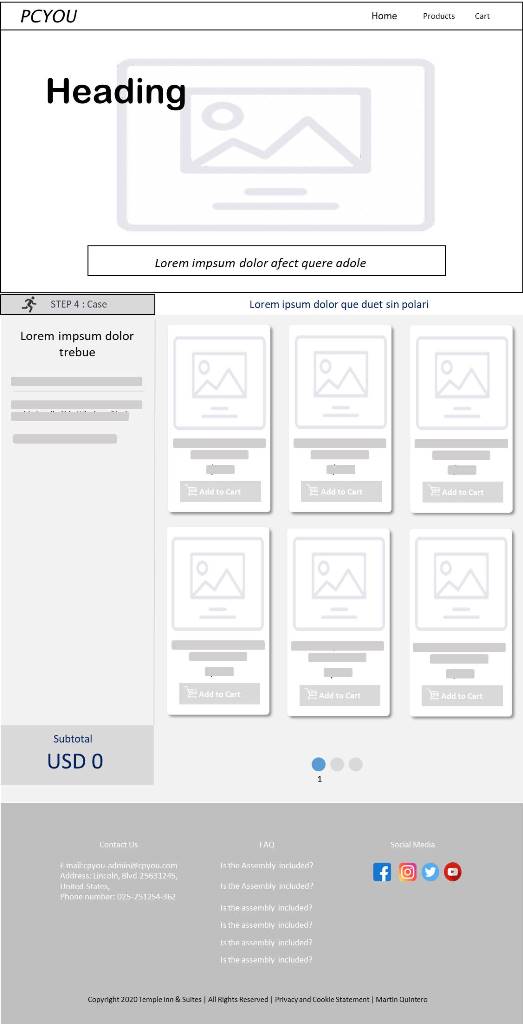 PCYOU
Home Products Cart
Heading
Lorem impsum dolor afect quere adole
STEP 4 : Case
Lorem ipsum dolor que duet sin polari
Lorem impsum dolor
trebue
Add to Cart
Add to Cart
Add to Cart
Add to Cart
Add to Cart
Add to Cart
Subtotal
USD 0
1
Contact Us
E mail:cpyou-admin@cpyou.com
Address: Lincoln, Blvd 25631245,
United States,
Phone number: 025-251254-362
FAQ
Is the Assembly included?
Is the Assembly included?
Is the assembly included?
Is the assembly included?
Is the assembly included?
Is the assembly included?
Social Media
Copyright 2020 Temple Inn & Suites | All Rights Reserved | Privacy and Cookie Statement | Martin Quintero